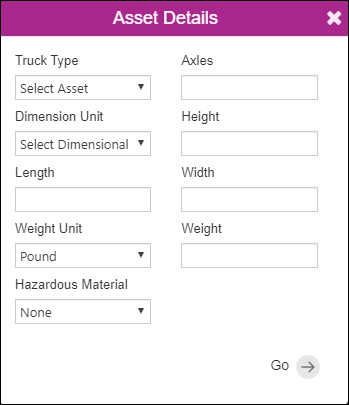 Asset Details
Truck Type Axles
Select Asset
Dimension Unit Height
Select Dimensional
Length Width
Weight Unit Weight
Pound
Hazardous Material
None
Go